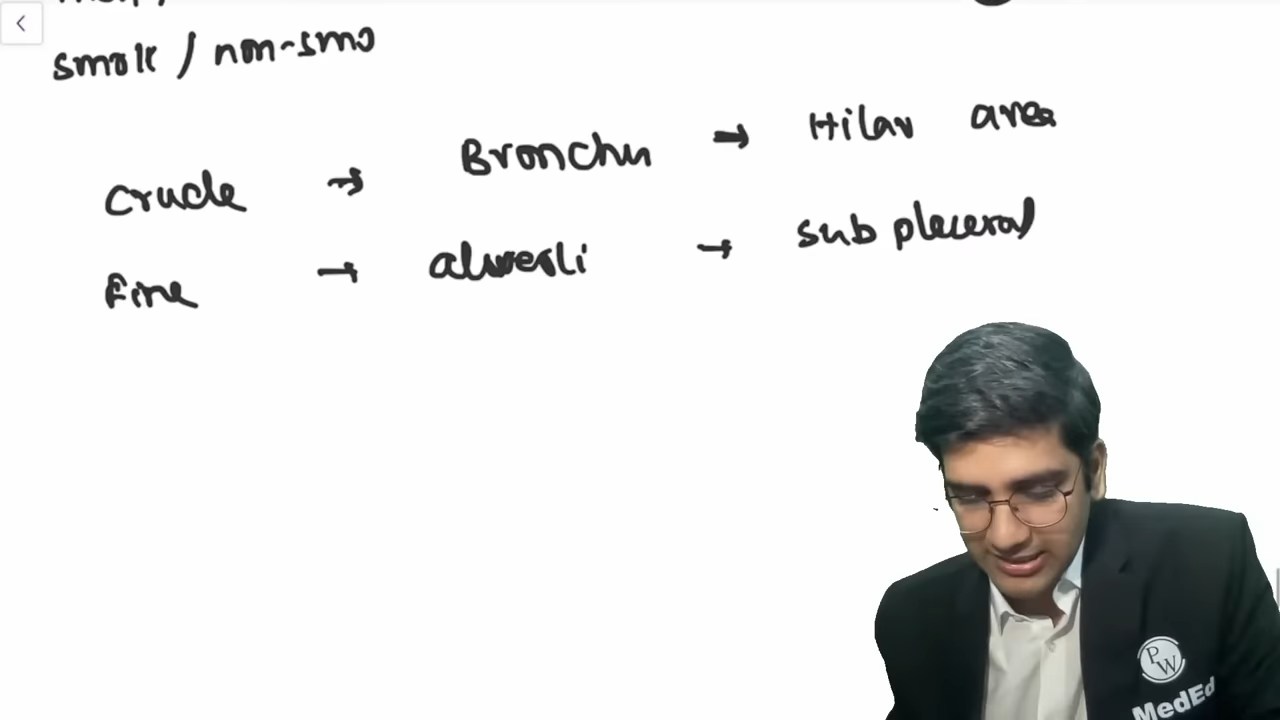 smok / non-smo
crude → Bronchu → Hilar area
Fine → alveoli → sub pleural
PW
MedEd